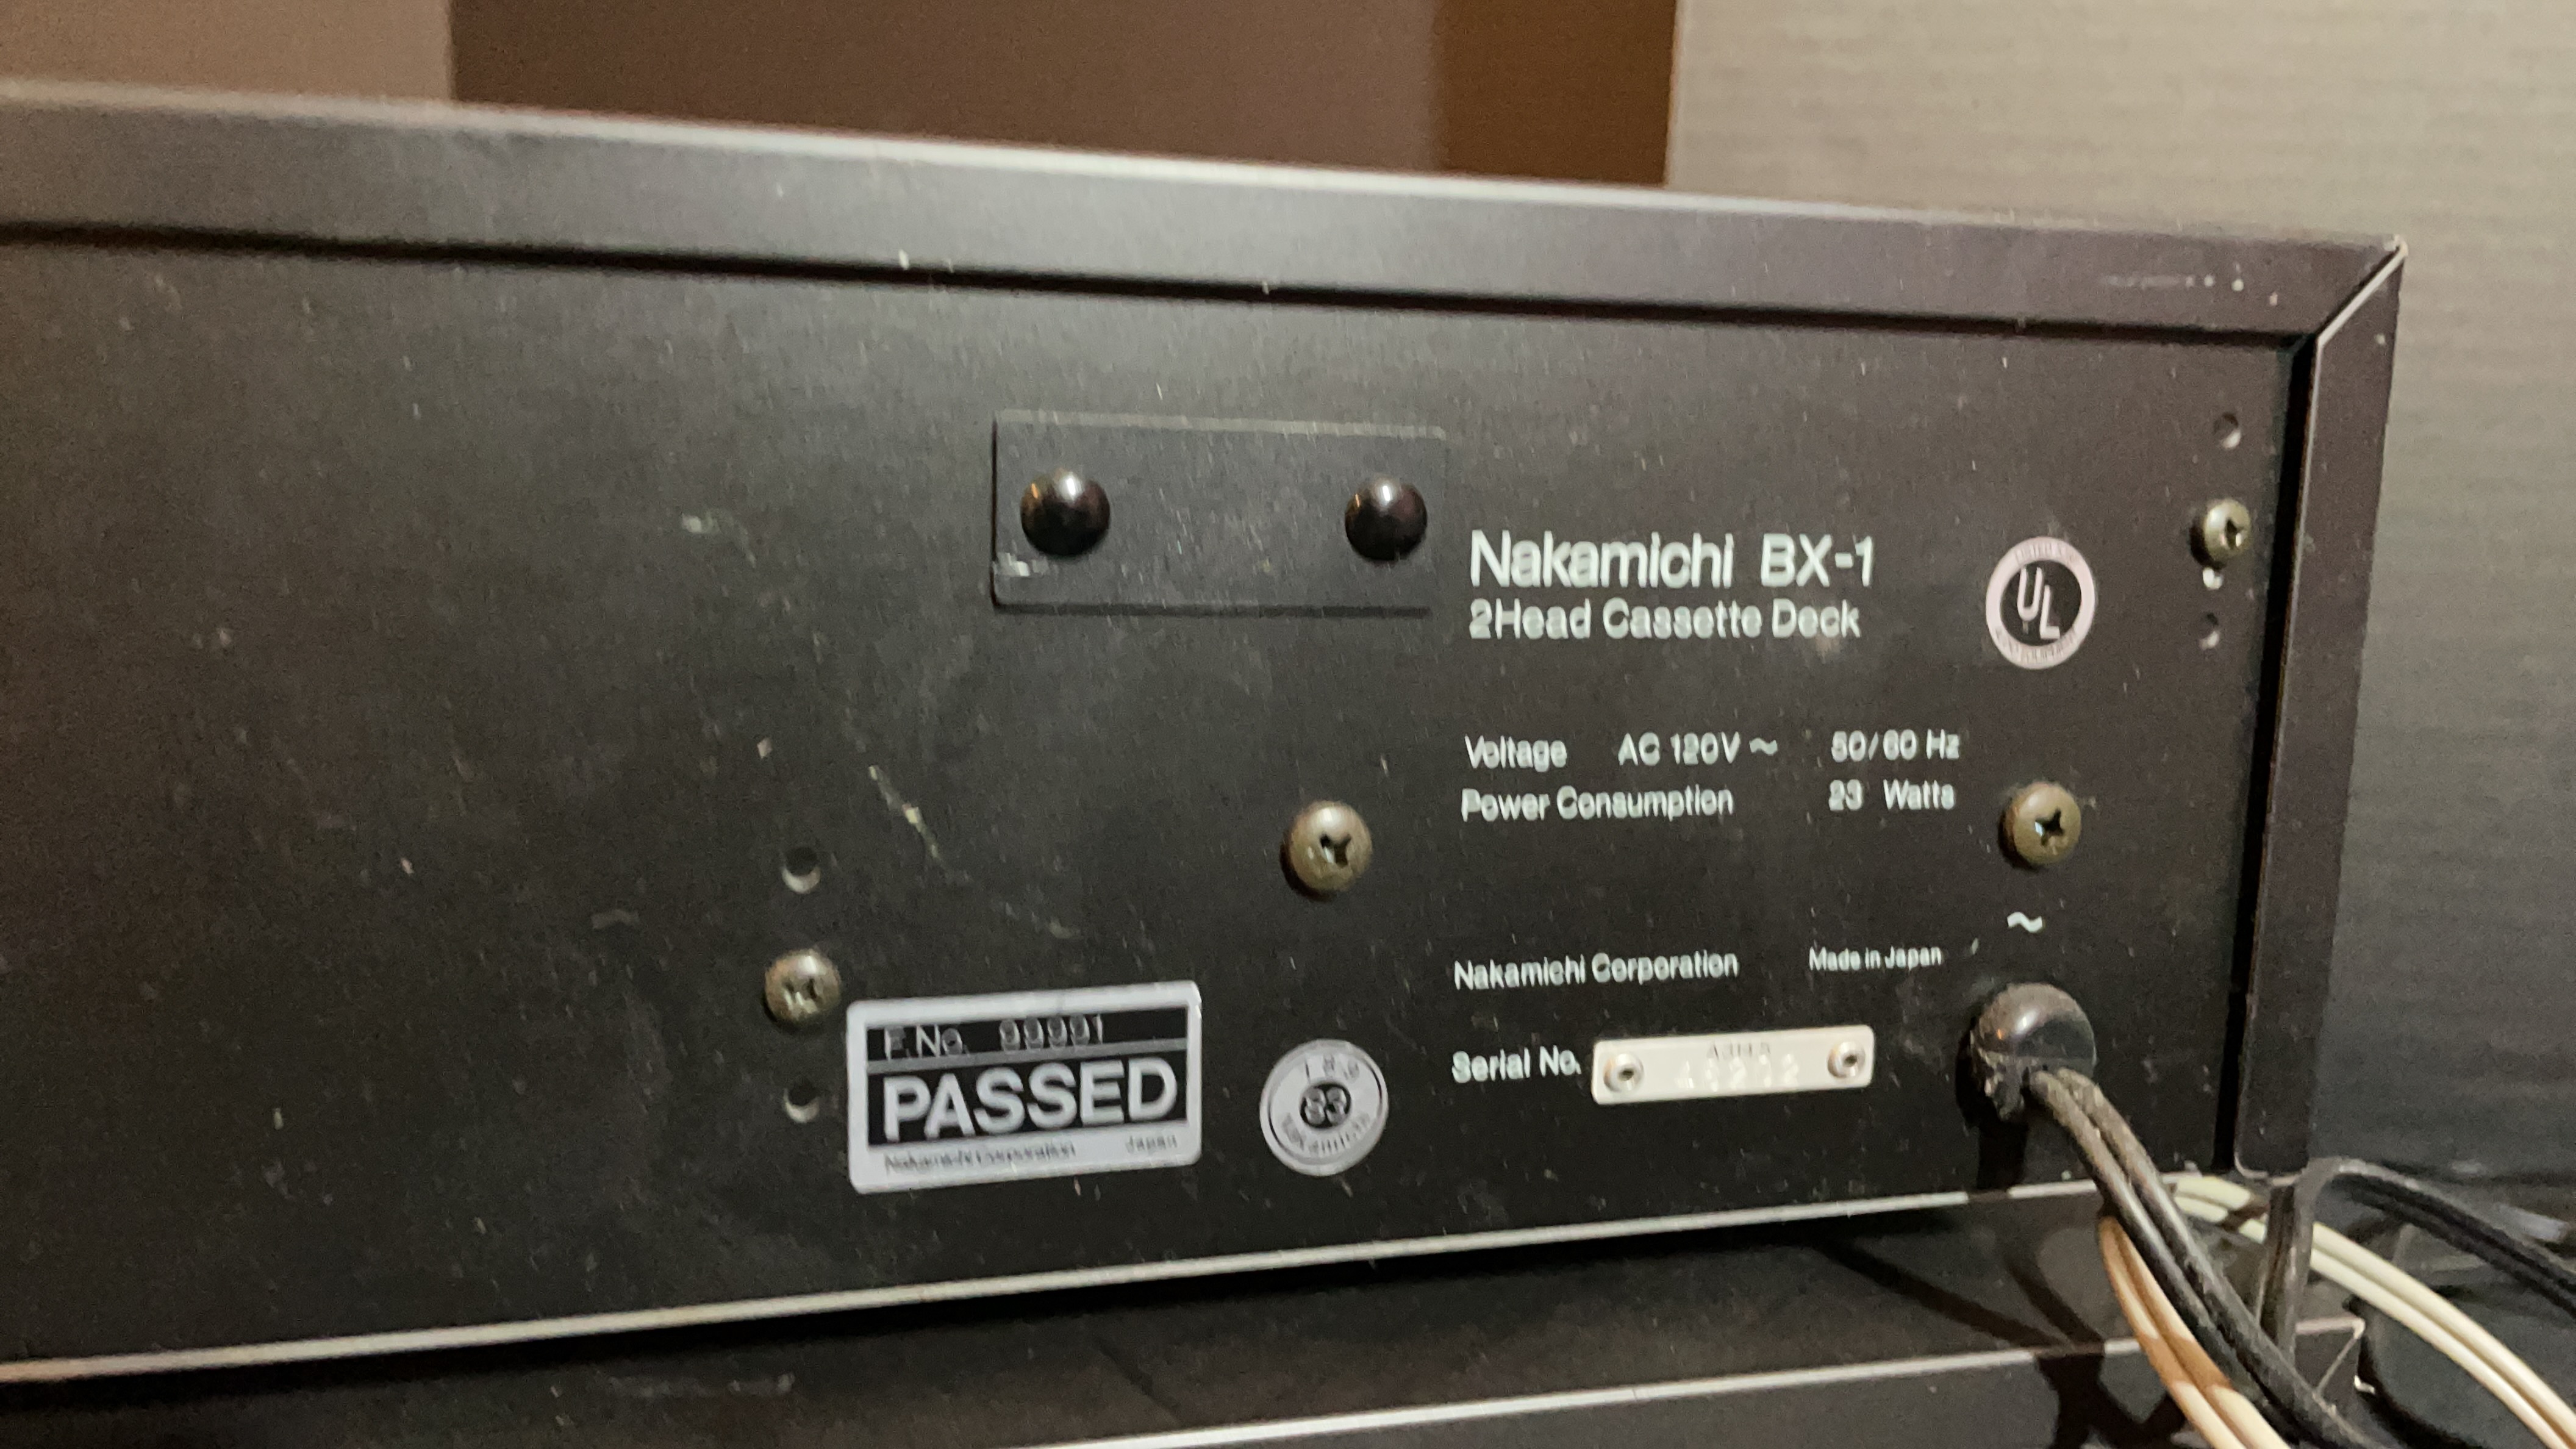 Nakamichi BX-1
2Head Cassette Deck
UL
Voltage AC 120V ~ 50/60 Hz
Power Consumption 23 Watts
~
Nakamichi Corporation Made in Japan
Serial No.
F.No. 99991
PASSED
Nakamichi Corporation Japan
83